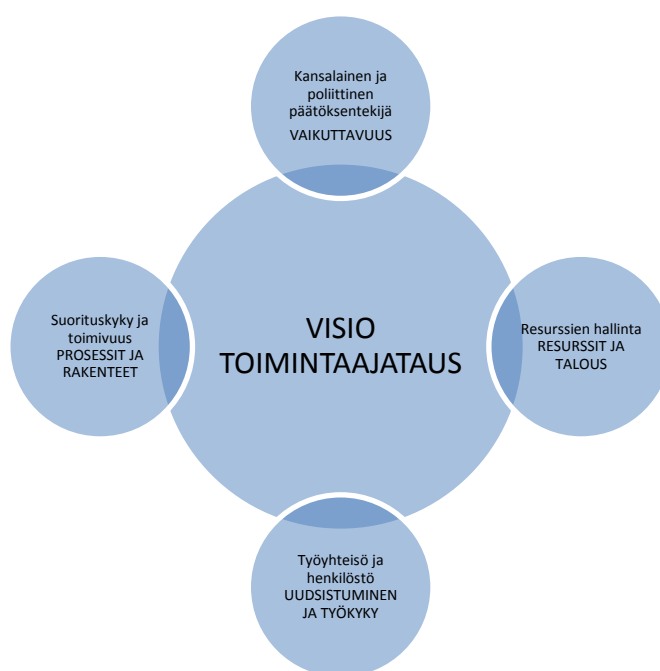 Kansalainen ja
poliittinen
päätöksentekijä
VAIKUTTAVUUS
Suorituskyky ja
toimivuus
PROSESSIT JA
RAKENTEET
VISIO
TOIMINTAAJATAUS
Resurssien hallinta
RESURSSIT JA
TALOUS
Työyhteisö ja
henkilöstö
UUDSISTUMINEN
JA TYÖKYKY